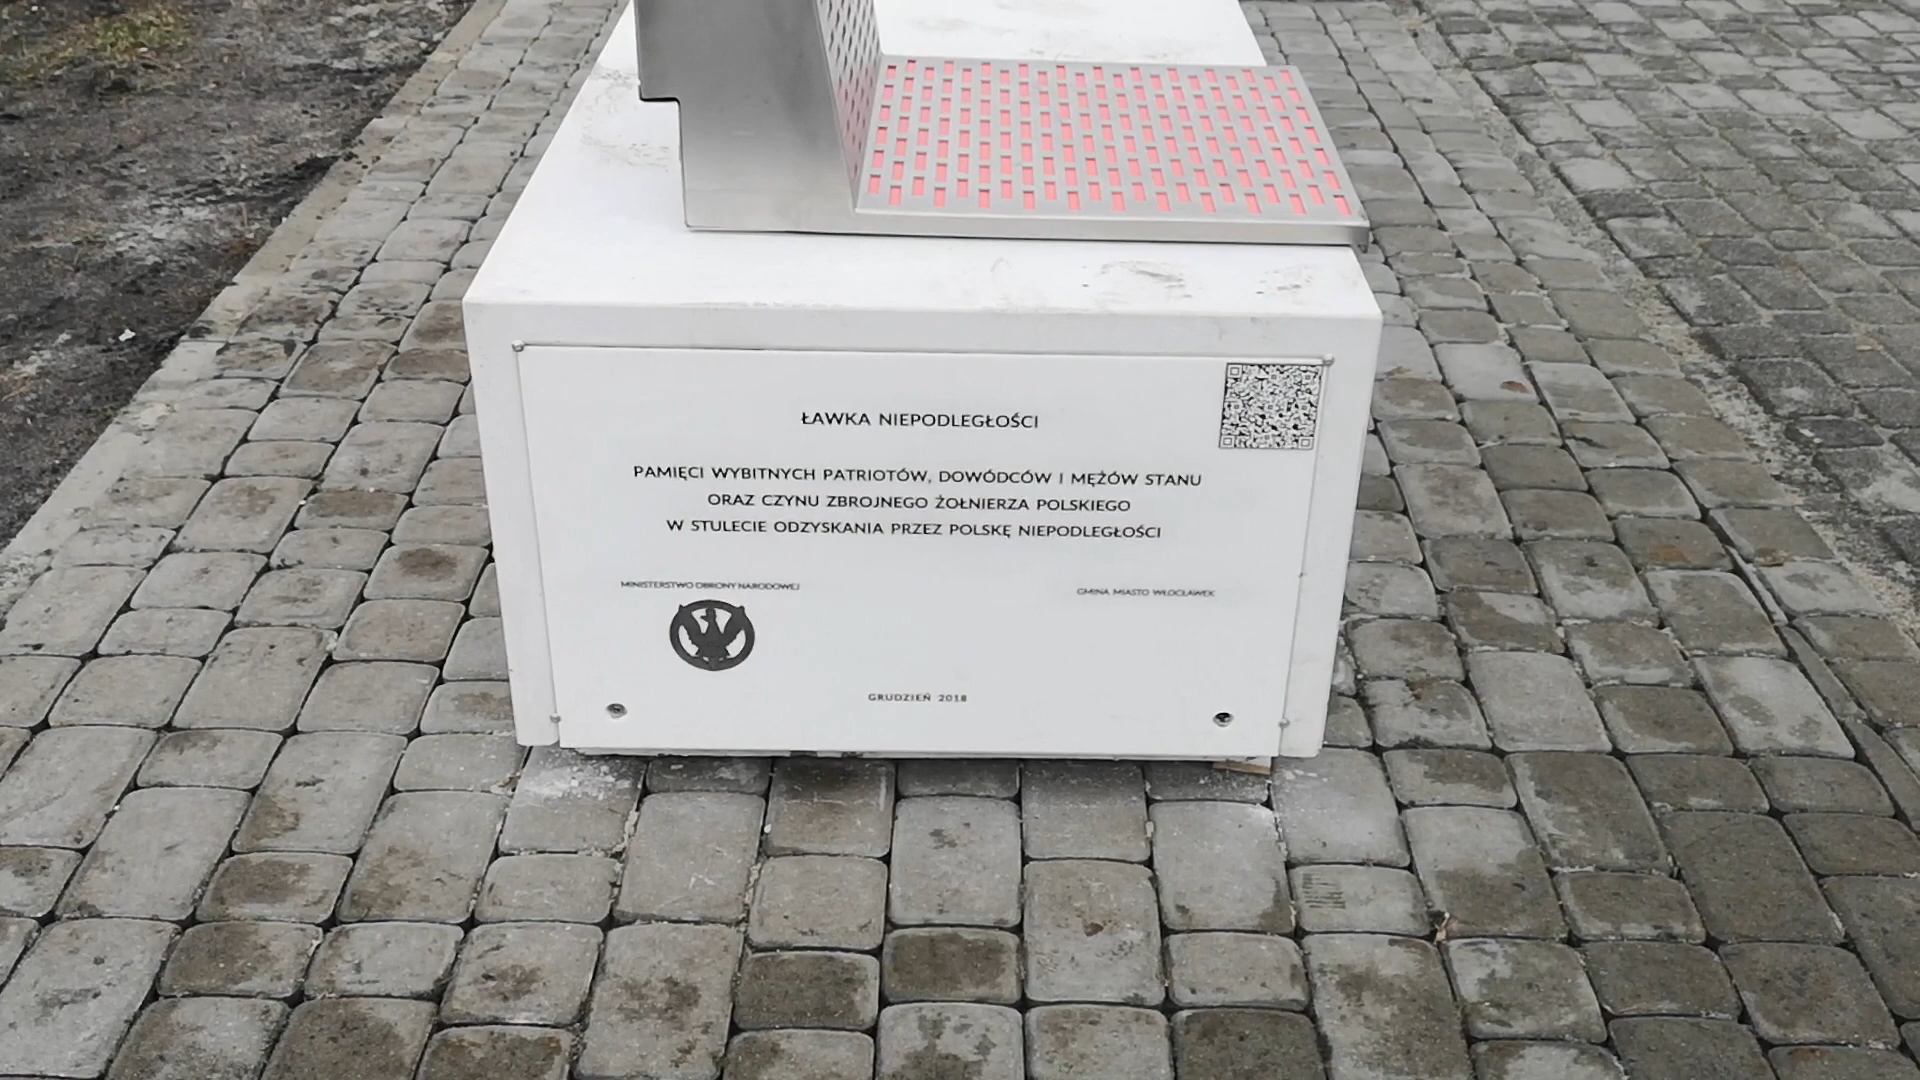 ŁAWKA NIEPODLEGŁOŚCI
PAMIĘCI WYBITNYCH PATRIOTÓW, DOWÓDCÓW I MĘŻÓW STANU
ORAZ CZYNU ZBROJNEGO ŻOŁNIERZA POLSKIEGO
W STULECIE ODZYSKANIA PRZEZ POLSKĘ NIEPODLEGŁOŚCI
MINISTERSTWO OBRONY NARODOWEJ
GMINA MIASTO WŁOCŁAWEK
GRUDZIEŃ 2018